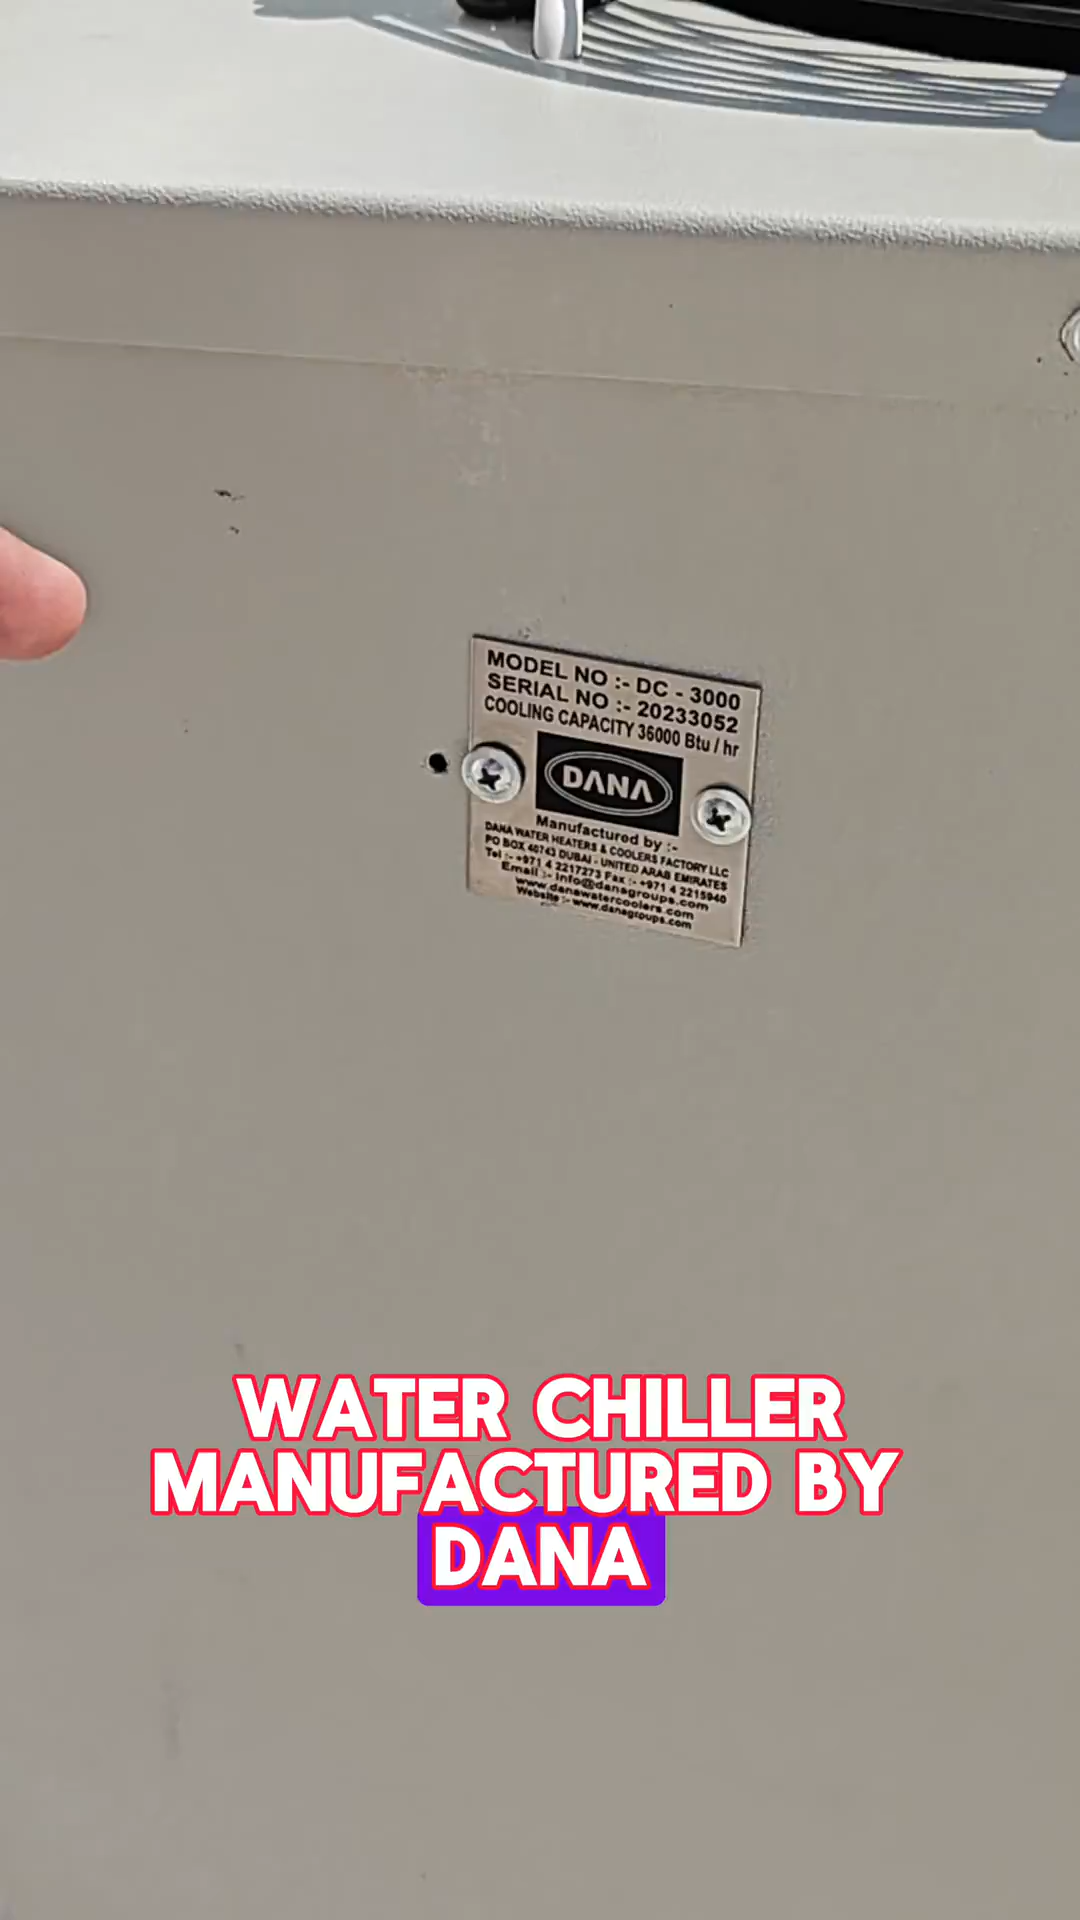 MODEL NO :- DC - 3000
SERIAL NO :- 20233052
COOLING CAPACITY 36000 Btu / hr
DANA
Manufactured by :-
DANA WATER HEATERS & COOLERS FACTORY LLC
PO BOX 40743 DUBAI - UNITED ARAB EMIRATES
Tel :- +971 4 2217273 Fax :- +971 4 2215940
Email :- info@danagroups.com
www.danawatercoolers.com
Website :- www.danagroups.com
WATER CHILLER
MANUFACTURED BY
DANA